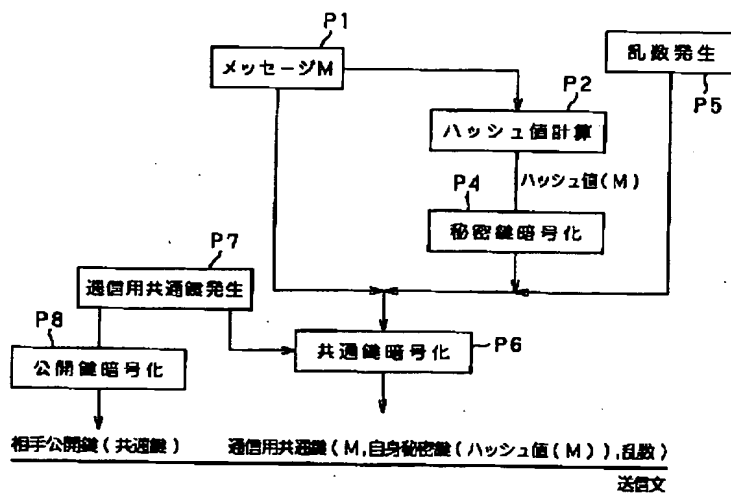 P1
メッセージM
乱数発生
P5
P2
ハッシュ値計算
ハッシュ値(M)
P4
秘密鍵暗号化
P7
通信用共通鍵発生
P8
公開鍵暗号化
共通鍵暗号化
P6
相手公開鍵(共通鍵)
通信用共通鍵(M,自身秘密鍵(ハッシュ値(M)),乱数)
送信文